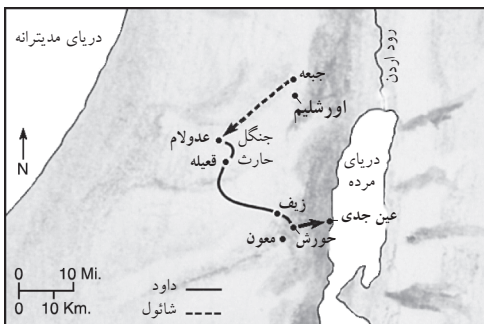 دریای مدیترانه
رود اردن
جبعه
اورشلیم
عدولام
جنگل
حارث
قعیله
دریای
مرده
زیف
عین جدی
حورش
معون
N
0 10 Mi.
0 10 Km.
داود
شائول